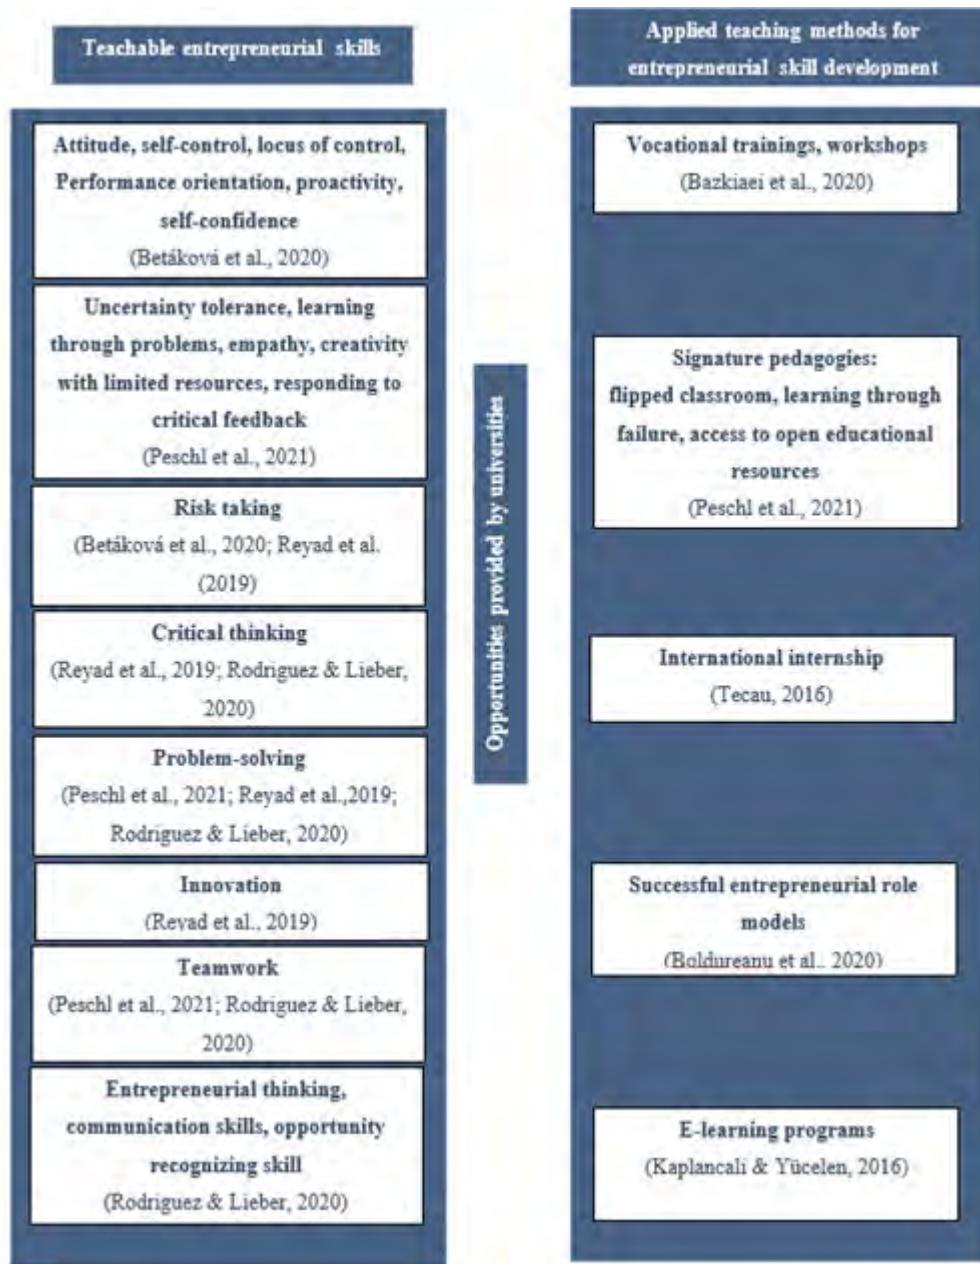 Teachable entrepreneurial skills
Attitude, self-control, locus of control,
Performance orientation, proactivity,
self-confidence
(Betáková et al., 2020)
Uncertainty tolerance, learning
through problems, empathy, creativity
with limited resources, responding to
critical feedback
(Peschl et al., 2021)
Risk taking
(Betáková et al., 2020; Reyad et al.
(2019)
Critical thinking
(Reyad et al., 2019; Rodriguez & Lieber,
2020)
Problem-solving
(Peschl et al., 2021; Reyad et al.,2019;
Rodriguez & Lieber, 2020)
Innovation
(Reyad et al., 2019)
Teamwork
(Peschl et al., 2021; Rodriguez & Lieber,
2020)
Entrepreneurial thinking,
communication skills, opportunity
recognizing skill
(Rodriguez & Lieber, 2020)
Opportunities provided by universities
Applied teaching methods for
entrepreneurial skill development
Vocational trainings, workshops
(Bazkiaei et al., 2020)
Signature pedagogies:
flipped classroom, learning through
failure, access to open educational
resources
(Peschl et al., 2021)
International internship
(Tecau, 2016)
Successful entrepreneurial role
models
(Boldureanu et al., 2020)
E-learning programs
(Kaplancali & Yücelen, 2016)